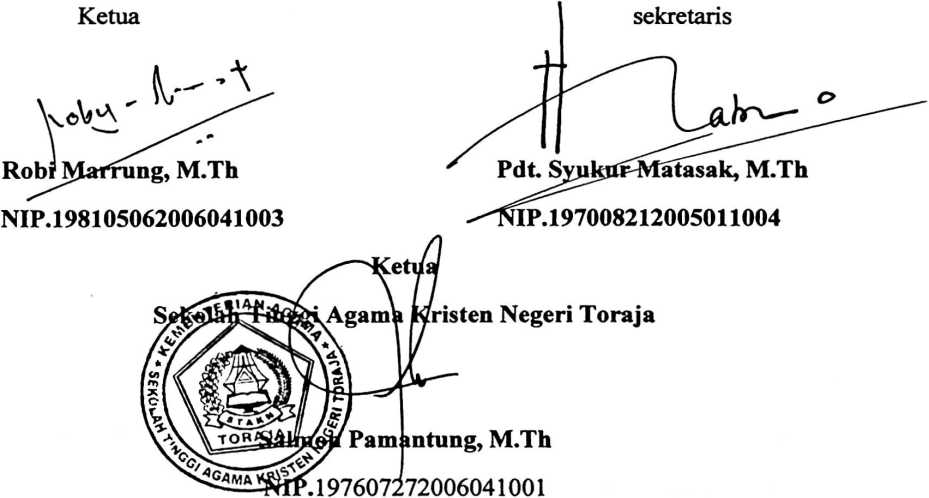 Ketua
sekretaris
Robi Marrung, M.Th
Pdt. Syukur Matasak, M.Th
NIP.198105062006041003
NIP.197008212005011004
Ketua
Sekolah Tinggi Agama Kristen Negeri Toraja
KEMENTERIAN AGAMA
SEKOLAH TINGGI AGAMA KRISTEN NEGERI TORAJA
STAKN
TORAJA
Salmon Pamantung, M.Th
NIP.197607272006041001